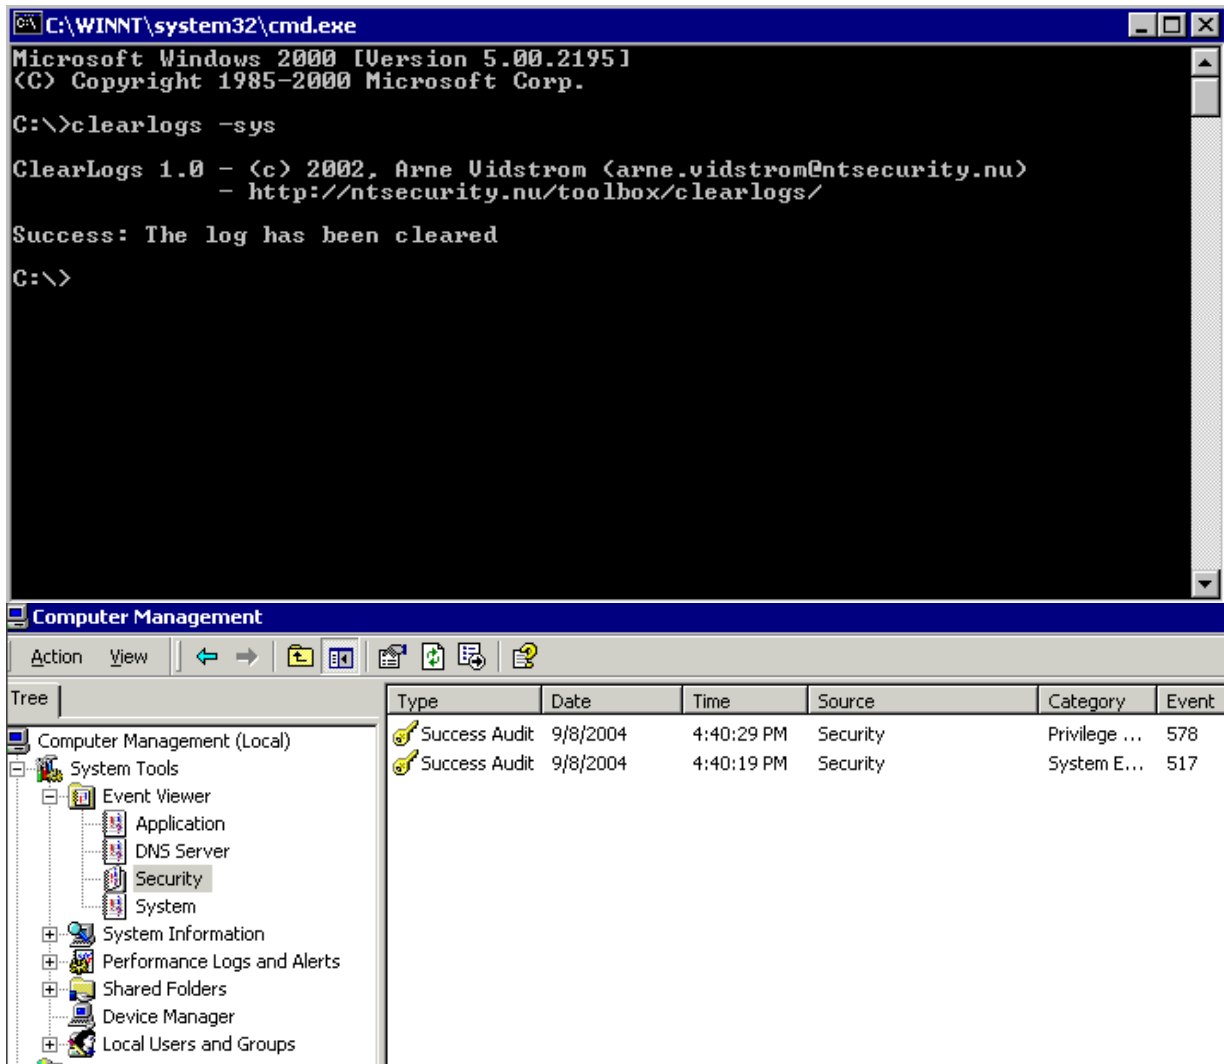 C:\WINNT\system32\cmd.exe
Microsoft Windows 2000 [Version 5.00.2195]
(C) Copyright 1985-2000 Microsoft Corp.
C:\>clearlogs -sys
ClearLogs 1.0 - (c) 2002, Arne Vidstrom (arne.vidstrom@ntsecurity.nu)
- http://ntsecurity.nu/toolbox/clearlogs/
Success: The log has been cleared
C:\>
Computer Management
Action View
Tree
Computer Management (Local)
System Tools
Event Viewer
Application
DNS Server
Security
System
System Information
Performance Logs and Alerts
Shared Folders
Device Manager
Local Users and Groups
Type Date Time Source Category Event
Success Audit 9/8/2004 4:40:29 PM Security Privilege ... 578
Success Audit 9/8/2004 4:40:19 PM Security System E... 517